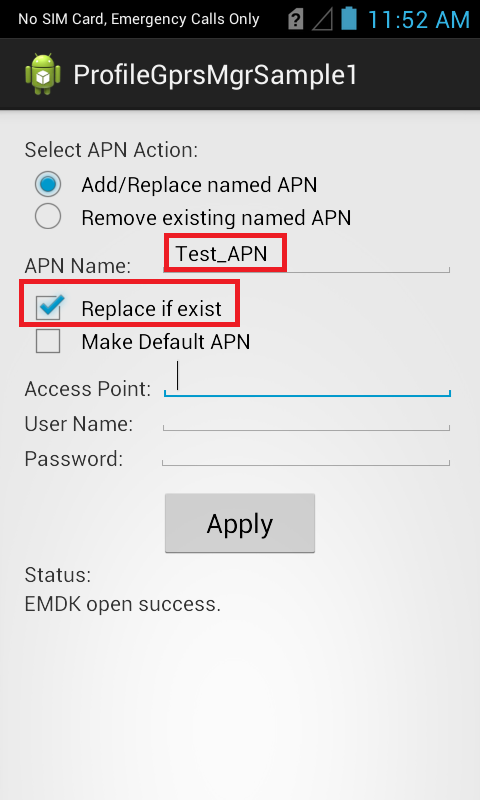 No SIM Card, Emergency Calls Only 11:52 AM
ProfileGprsMgrSample1
Select APN Action:
Add/Replace named APN
Remove existing named APN
APN Name: Test_APN
Replace if exist
Make Default APN
Access Point:
User Name:
Password:
Apply
Status:
EMDK open success.